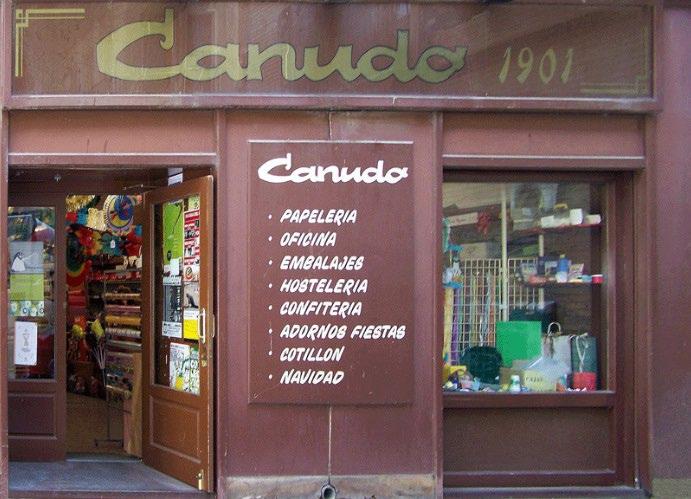 Canudo 1901
Canudo
· PAPELERIA
· OFICINA
· EMBALAJES
· HOSTELERIA
· CONFITERIA
· ADORNOS FIESTAS
· COTILLON
· NAVIDAD